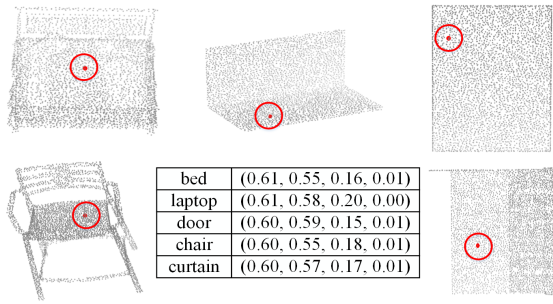 bed (0.61, 0.55, 0.16, 0.01)
laptop (0.61, 0.58, 0.20, 0.00)
door (0.60, 0.59, 0.15, 0.01)
chair (0.60, 0.55, 0.18, 0.01)
curtain (0.60, 0.57, 0.17, 0.01)